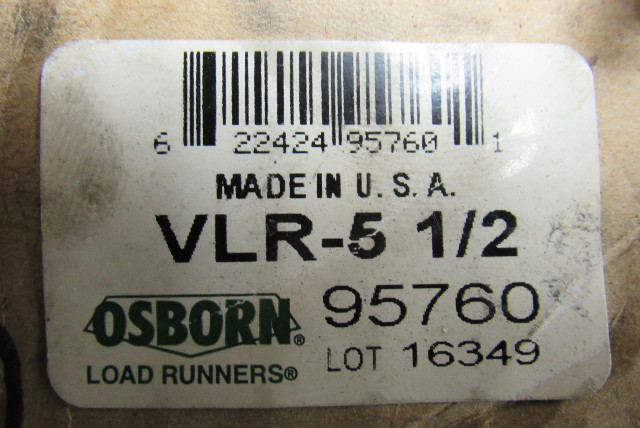 6 22424 95760 1
MADE IN U.S.A.
VLR-5 1/2
OSBORN®
95760
LOAD RUNNERS®
LOT 16349